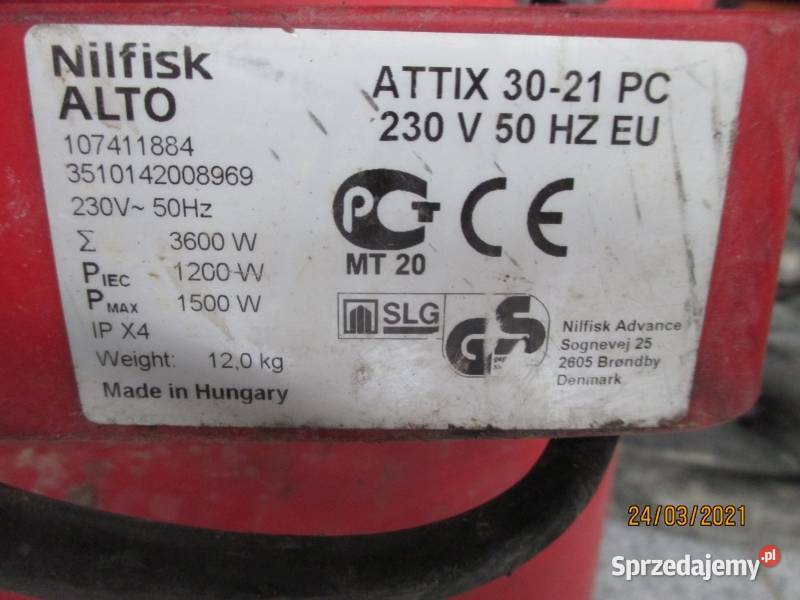 Nilfisk
ALTO
107411884
3510142008969
230V~ 50Hz
Σ 3600 W
PIEC 1200 W
PMAX 1500 W
IP X4
Weight: 12,0 kg
Made in Hungary
ATTIX 30-21 PC
230 V 50 HZ EU
PCT CE
MT 20
SLG
GS
Nilfisk Advance
Sognevej 25
2605 Brøndby
Denmark
24/03/2021
Sprzedajemy.pl